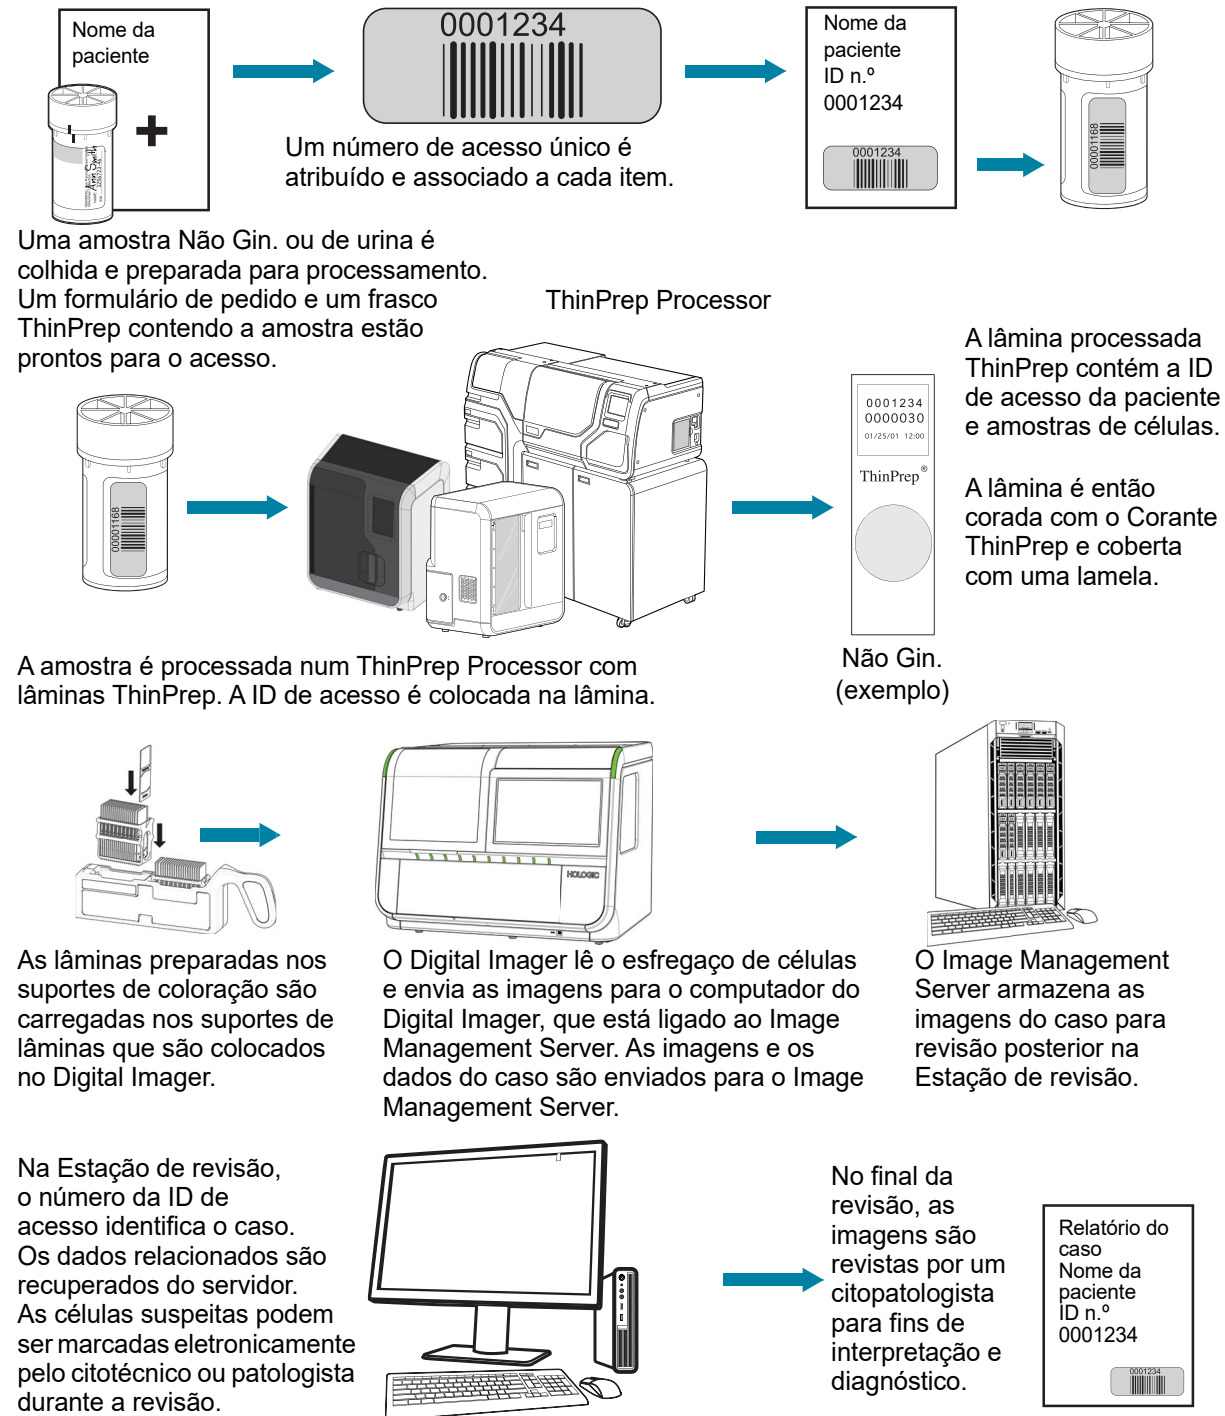 Nome da
paciente
Ann Smith
0001234
Um número de acesso único é
atribuído e associado a cada item.
Nome da
paciente
ID n.º
0001234
0001234
00001168
Uma amostra Não Gin. ou de urina é
colhida e preparada para processamento.
Um formulário de pedido e um frasco
ThinPrep contendo a amostra estão
prontos para o acesso.
ThinPrep Processor
00001168
0001234
0000030
01/25/01 12:00
ThinPrep®
A lâmina processada
ThinPrep contém a ID
de acesso da paciente
e amostras de células.
A lâmina é então
corada com o Corante
ThinPrep e coberta
com uma lamela.
A amostra é processada num ThinPrep Processor com
lâminas ThinPrep. A ID de acesso é colocada na lâmina.
Não Gin.
(exemplo)
HOLOGIC
As lâminas preparadas nos
suportes de coloração são
carregadas nos suportes de
lâminas que são colocados
no Digital Imager.
O Digital Imager lê o esfregaço de células
e envia as imagens para o computador do
Digital Imager, que está ligado ao Image
Management Server. As imagens e os
dados do caso são enviados para o Image
Management Server.
O Image Management
Server armazena as
imagens do caso para
revisão posterior na
Estação de revisão.
Na Estação de revisão,
o número da ID de
acesso identifica o caso.
Os dados relacionados são
recuperados do servidor.
As células suspeitas podem
ser marcadas eletronicamente
pelo citotécnico ou patologista
durante a revisão.
No final da
revisão, as
imagens são
revistas por um
citopatologista
para fins de
interpretação e
diagnóstico.
Relatório do
caso
Nome da
paciente
ID n.º
0001234
0001234